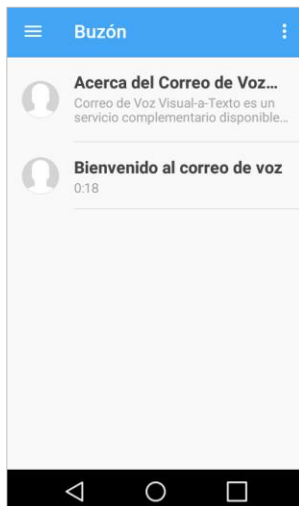 Buzón
Acerca del Correo de Voz...
Correo de Voz Visual-a-Texto es un
servicio complementario disponible...
Bienvenido al correo de voz
0:18